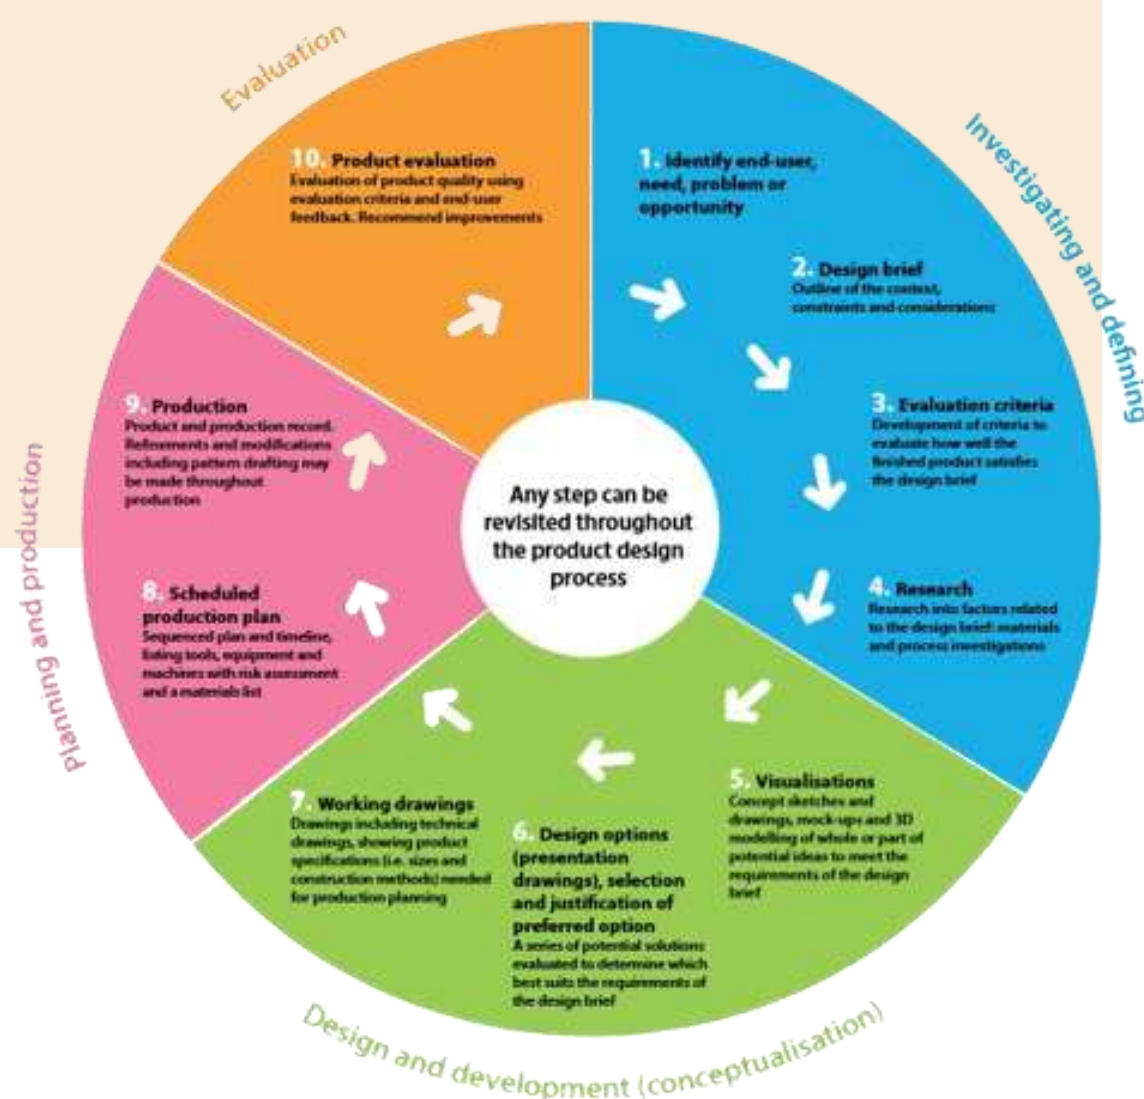 Evaluation
Investigating and defining
1. Identify end-user,
need, problem or
opportunity
2. Design brief
Outline of the context,
constraints and considerations
3. Evaluation criteria
Development of criteria to
evaluate how well the
finished product satisfies
the design brief
4. Research
Research into factors related
to the design brief: materials
and process investigations
5. Visualisations
Concept sketches and
drawings, mock-ups and 3D
modelling of whole or part of
potential ideas to meet the
requirements of the design
brief
6. Design options
(presentation
drawings), selection
and justification of
preferred option
A series of potential solutions
evaluated to determine which
best suits the requirements of
the design brief
7. Working drawings
Drawings including technical
drawings, showing product
specifications (i.e. sizes and
construction methods) needed
for production planning
8. Scheduled
production plan
Sequenced plan and timeline,
listing tools, equipment and
machines with risk assessment
and a materials list
9. Production
Product and production record.
Refinements and modifications
including pattern drafting may
be made throughout
production
10. Product evaluation
Evaluation of product quality using
evaluation criteria and end-user
feedback. Recommend improvements
Any step can be
revisited throughout
the product design
process
Planning and production
Design and development (conceptualisation)